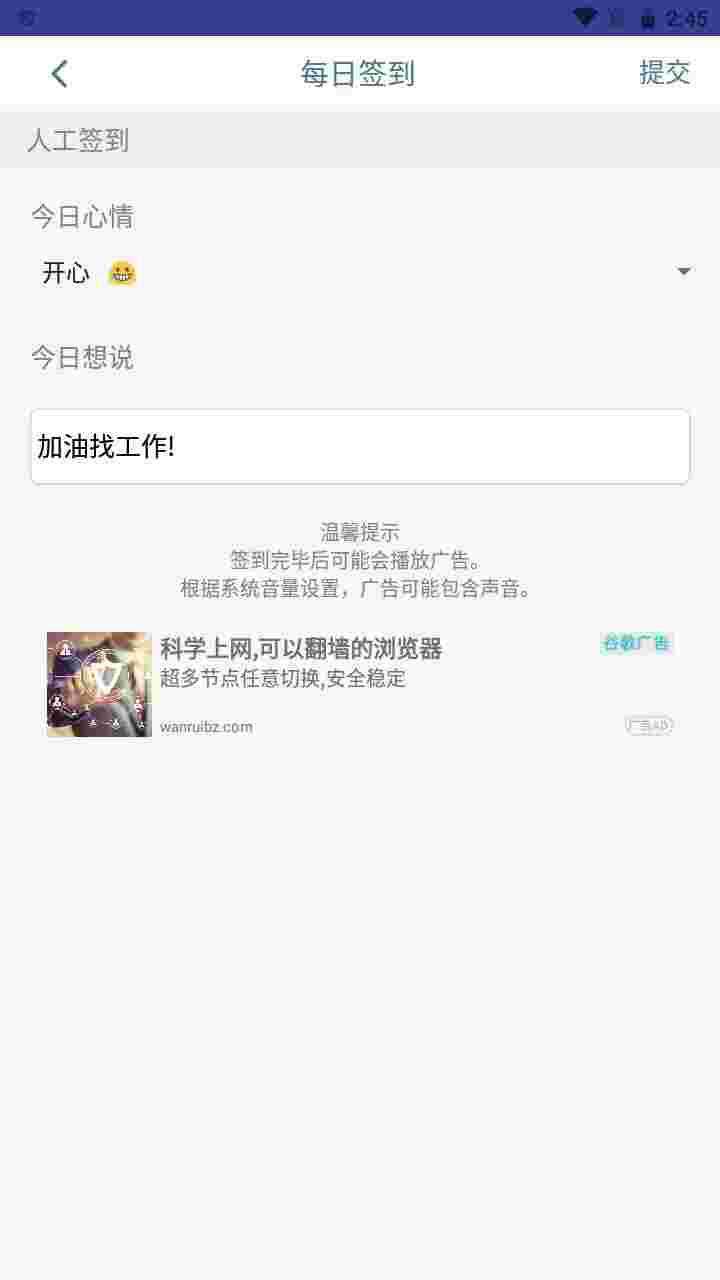 2:45
每日签到
提交
人工签到
今日心情
开心 😀
今日想说
加油找工作!
温馨提示
签到完毕后可能会播放广告。
根据系统音量设置，广告可能包含声音。
科学上网,可以翻墙的浏览器
谷歌广告
超多节点任意切换,安全稳定
wanruibz.com
广告AD